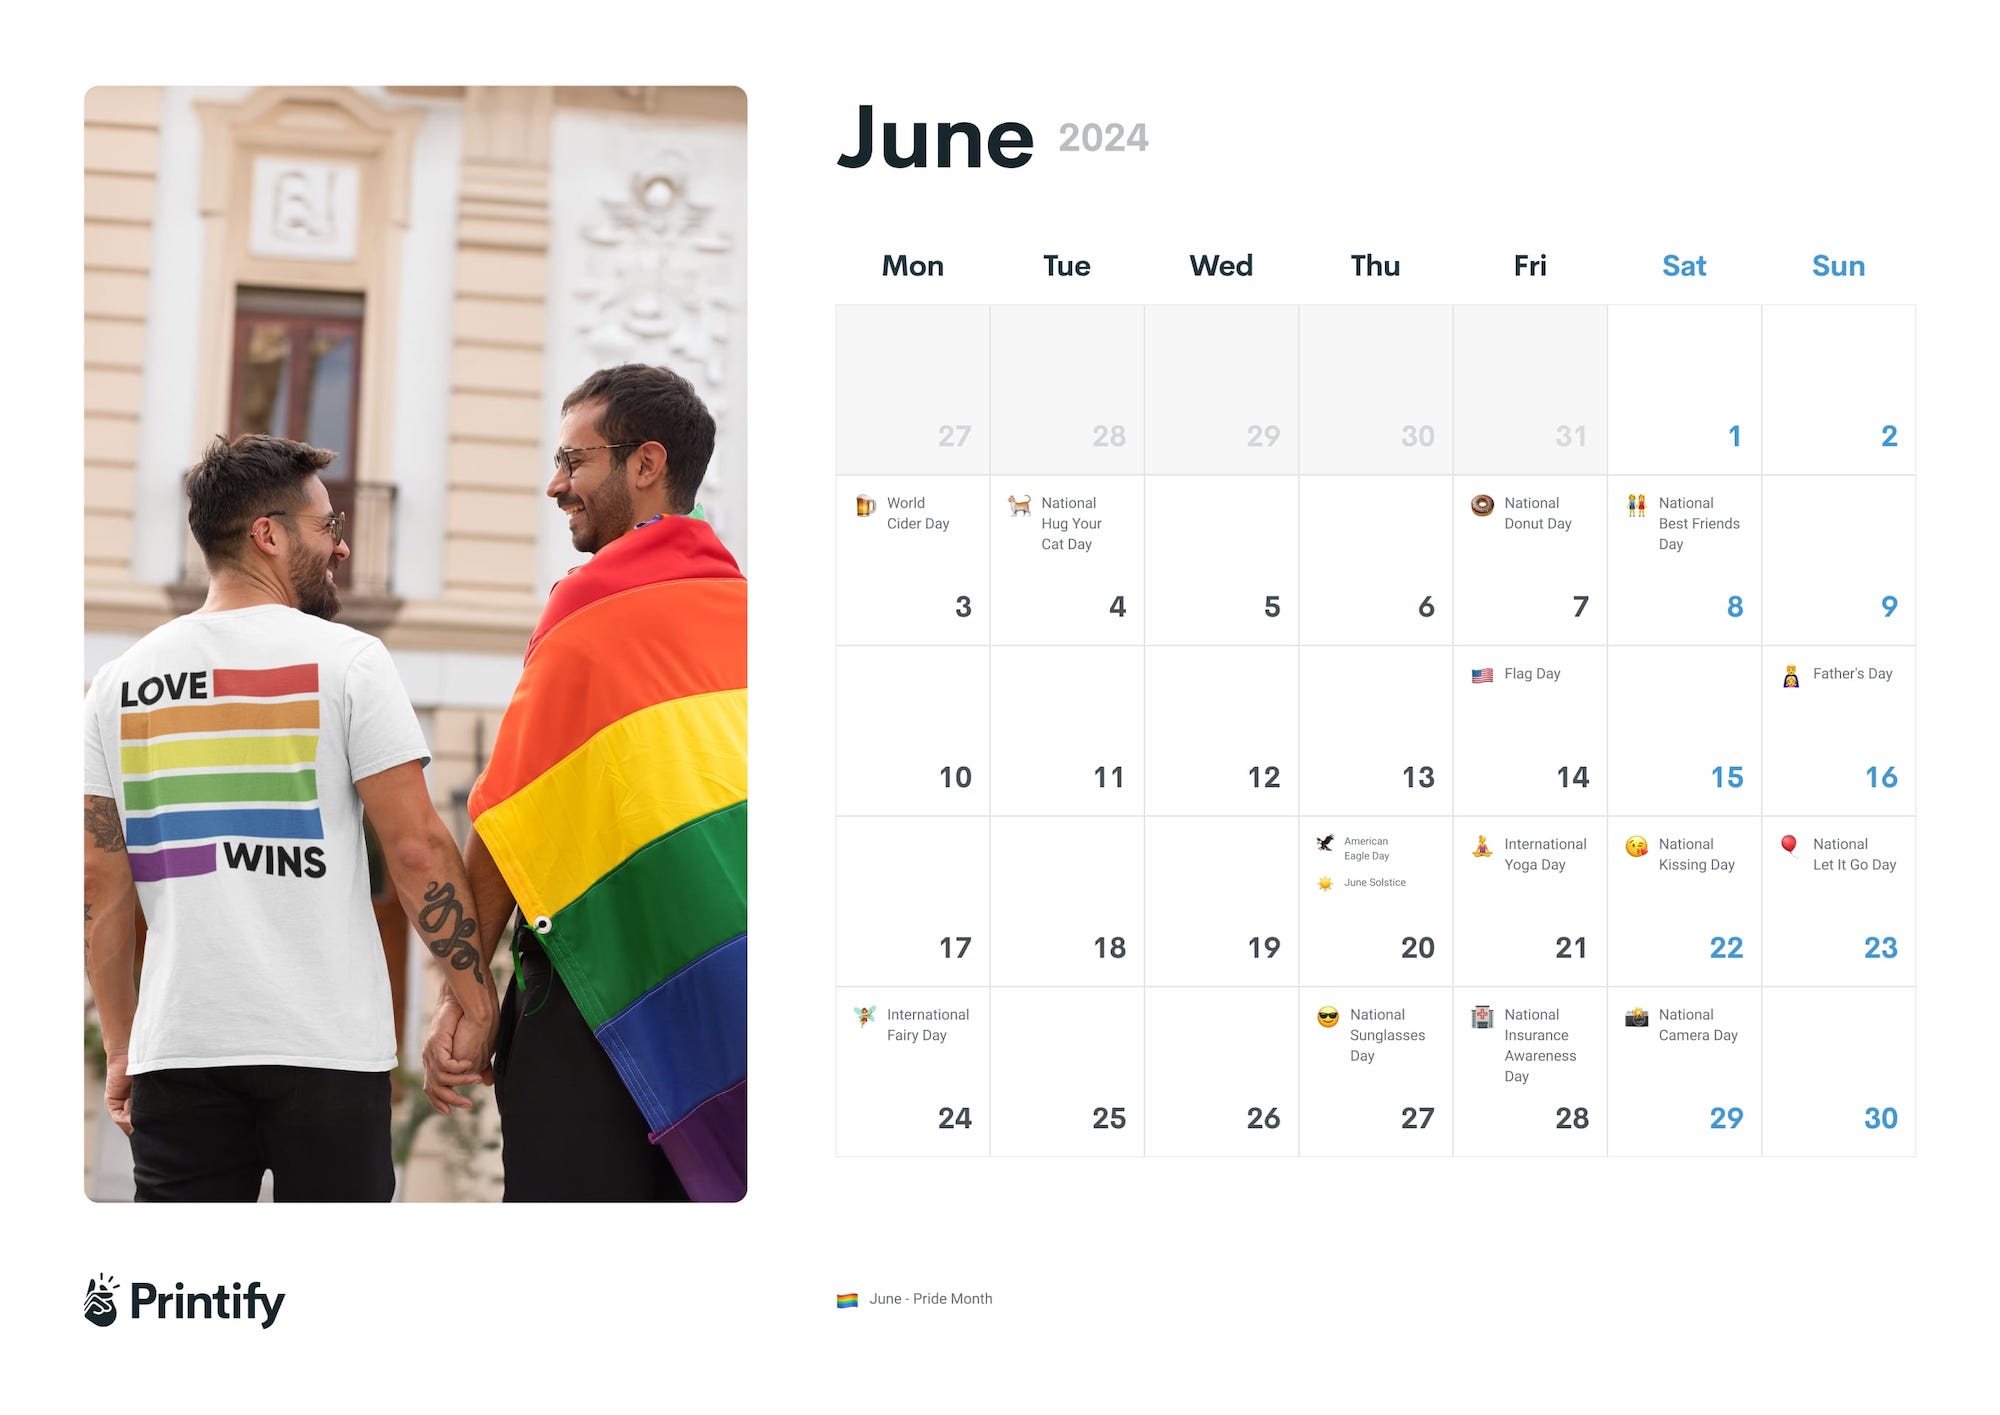 LOVE
WINS
June 2024
Mon Tue Wed Thu Fri Sat Sun
27 28 29 30 31 1 2
World
Cider Day
3
National
Hug Your
Cat Day
4
5
6
National
Donut Day
7
National
Best Friends
Day
8
9
10
11
12
13
Flag Day
14
15
Father's Day
16
17
18
19
American
Eagle Day
June Solstice
20
International
Yoga Day
21
National
Kissing Day
22
National
Let It Go Day
23
International
Fairy Day
24
25
26
National
Sunglasses
Day
27
National
Insurance
Awareness
Day
28
National
Camera Day
29
30
Printify
June - Pride Month